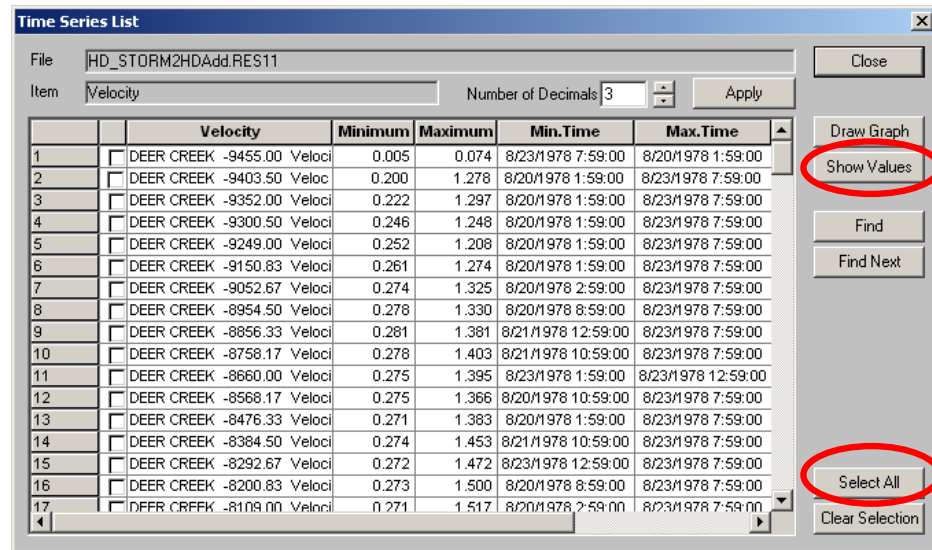 Time Series List
File HD_STORM2HDAdd.RES11 Close
Item Velocity Number of Decimals 3 Apply
Velocity Minimum Maximum Min.Time Max.Time Draw Graph
1 DEER CREEK -9455.00 Veloci 0.005 0.074 8/23/1978 7:59:00 8/20/1978 1:59:00 Show Values
2 DEER CREEK -9403.50 Veloc 0.200 1.278 8/20/1978 1:59:00 8/23/1978 7:59:00
3 DEER CREEK -9352.00 Veloci 0.222 1.297 8/20/1978 1:59:00 8/23/1978 7:59:00
4 DEER CREEK -9300.50 Veloci 0.246 1.248 8/20/1978 1:59:00 8/23/1978 7:59:00 Find
5 DEER CREEK -9249.00 Veloci 0.252 1.208 8/20/1978 1:59:00 8/23/1978 7:59:00
6 DEER CREEK -9150.83 Veloci 0.261 1.274 8/20/1978 1:59:00 8/23/1978 7:59:00 Find Next
7 DEER CREEK -9052.67 Veloci 0.274 1.325 8/20/1978 2:59:00 8/23/1978 7:59:00
8 DEER CREEK -8954.50 Veloci 0.278 1.330 8/20/1978 8:59:00 8/23/1978 7:59:00
9 DEER CREEK -8856.33 Veloci 0.281 1.381 8/21/1978 12:59:00 8/23/1978 7:59:00
10 DEER CREEK -8758.17 Veloci 0.278 1.403 8/21/1978 10:59:00 8/23/1978 7:59:00
11 DEER CREEK -8660.00 Veloci 0.275 1.395 8/23/1978 1:59:00 8/23/1978 12:59:00
12 DEER CREEK -8568.17 Veloci 0.275 1.366 8/20/1978 10:59:00 8/23/1978 7:59:00
13 DEER CREEK -8476.33 Veloci 0.271 1.383 8/20/1978 1:59:00 8/23/1978 7:59:00
14 DEER CREEK -8384.50 Veloci 0.274 1.453 8/21/1978 10:59:00 8/23/1978 7:59:00
15 DEER CREEK -8292.67 Veloci 0.272 1.472 8/23/1978 12:59:00 8/23/1978 7:59:00
16 DEER CREEK -8200.83 Veloci 0.273 1.500 8/20/1978 8:59:00 8/23/1978 7:59:00 Select All
17 DEER CREEK -8109.00 Veloci 0.271 1.517 8/20/1978 2:59:00 8/23/1978 7:59:00
Clear Selection